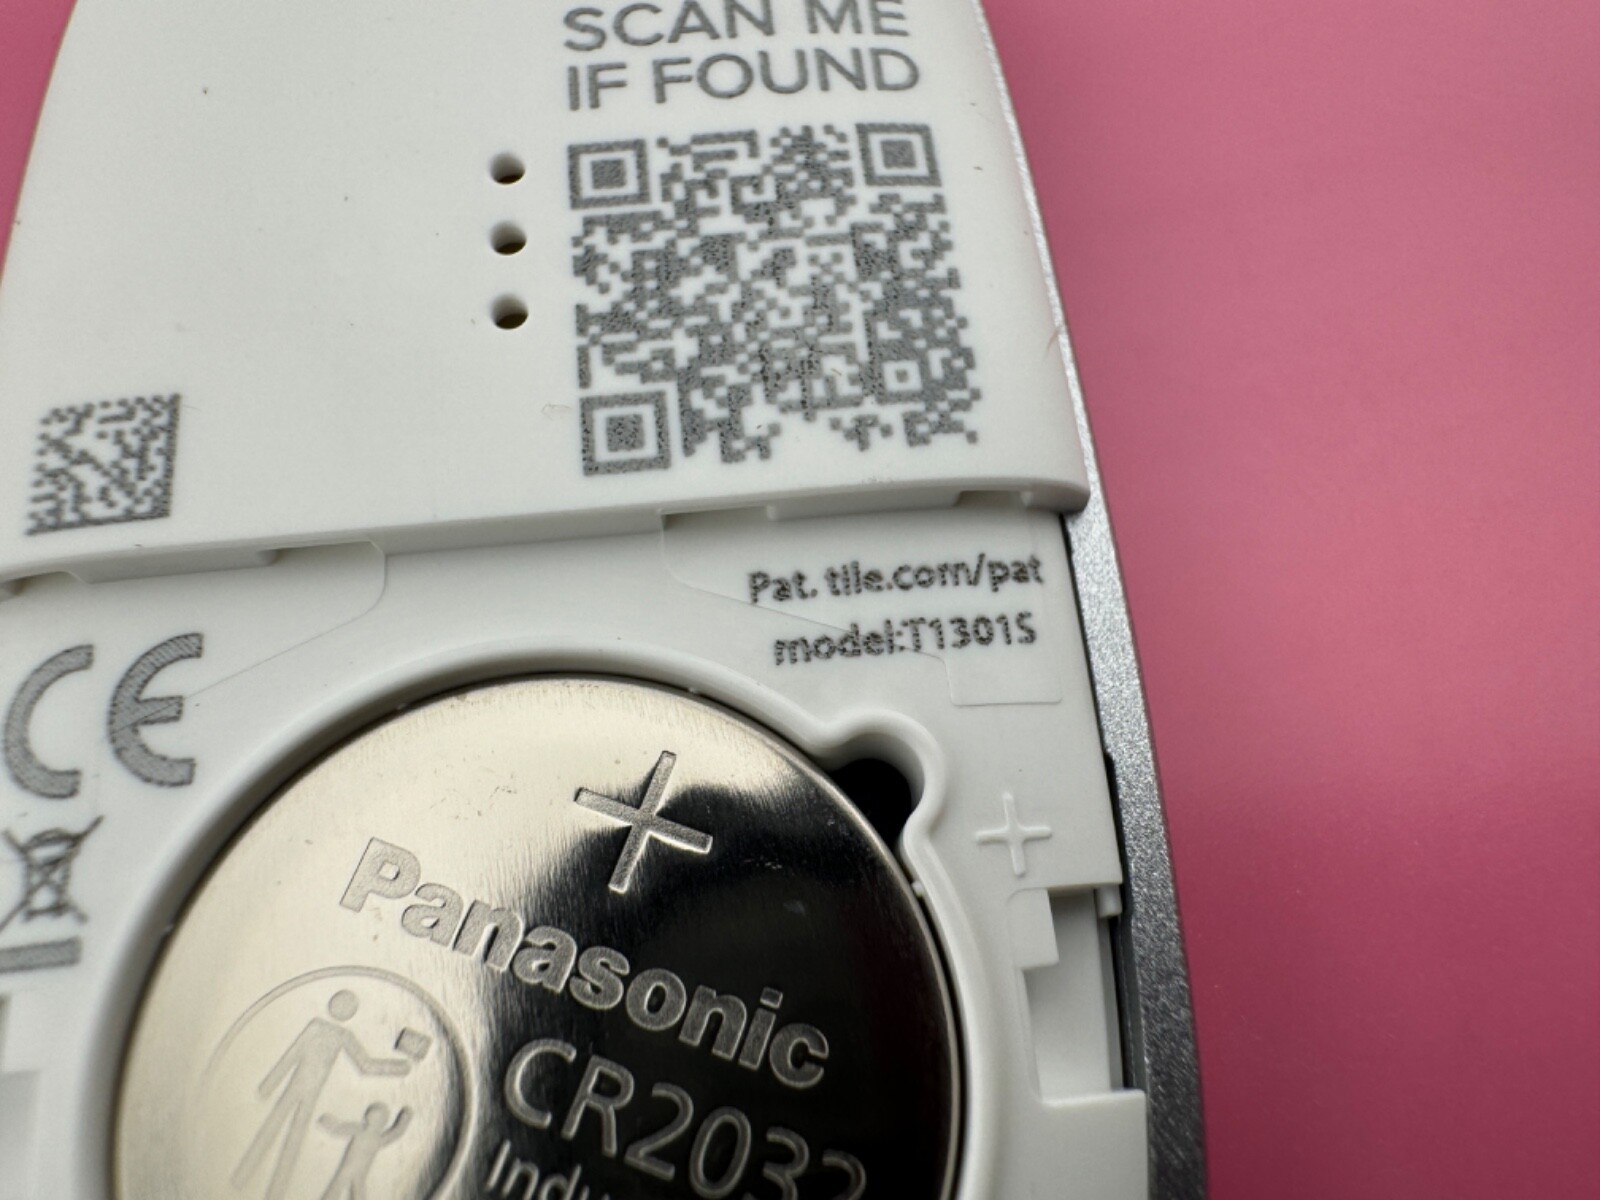 SCAN ME
IF FOUND
Pat. tile.com/pat
model:T1301S
CE
+
+
Panasonic
CR2032